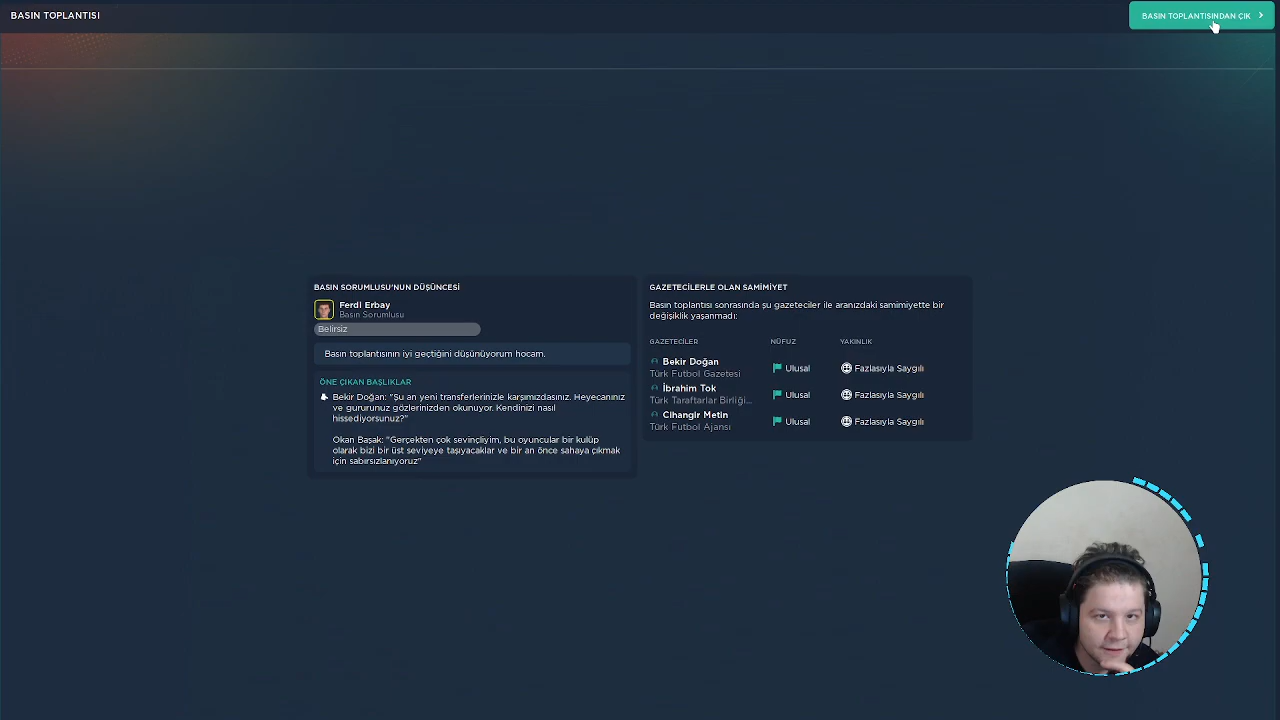 BASIN TOPLANTISI
BASIN TOPLANTISINDAN ÇIK
BASIN SORUMLUSU'NUN DÜŞÜNCESİ
Ferdi Erbay
Basın Sorumlusu
Belirsiz
Basın toplantısının iyi geçtiğini düşünüyorum hocam.
ÖNE ÇIKAN BAŞLIKLAR
Bekir Doğan: "Şu an yeni transferlerinizle karşımızdasınız. Heyecanınız
ve gururunuz gözlerinizden okunuyor. Kendinizi nasıl
hissediyorsunuz?"
Okan Başak: "Gerçekten çok sevinçliyim, bu oyuncular bir kulüp
olarak bizi bir üst seviyeye taşıyacaklar ve bir an önce sahaya çıkmak
için sabırsızlanıyoruz"
GAZETECİLERLE OLAN SAMİMİYET
Basın toplantısı sonrasında şu gazeteciler ile aranızdaki samimiyette bir
değişiklik yaşanmadı:
GAZETECİLER NÜFUZ YAKINLIK
Bekir Doğan
Türk Futbol Gazetesi
Ulusal Fazlasıyla Saygılı
İbrahim Tok
Türk Taraftarlar Birliği...
Ulusal Fazlasıyla Saygılı
Cihangir Metin
Türk Futbol Ajansı
Ulusal Fazlasıyla Saygılı